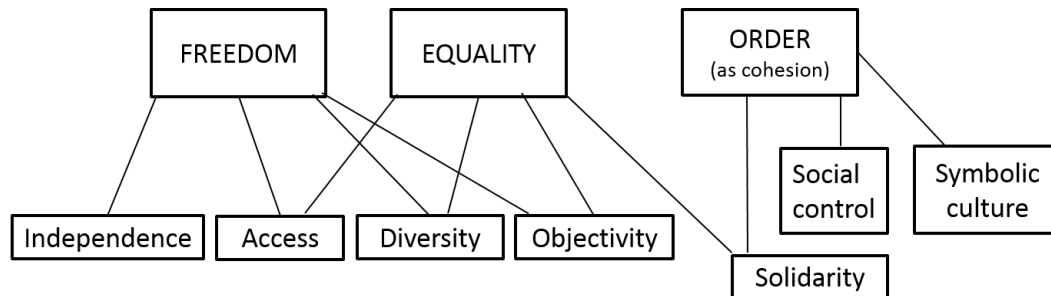 FREEDOM
EQUALITY
ORDER
(as cohesion)
Social
control
Symbolic
culture
Independence
Access
Diversity
Objectivity
Solidarity